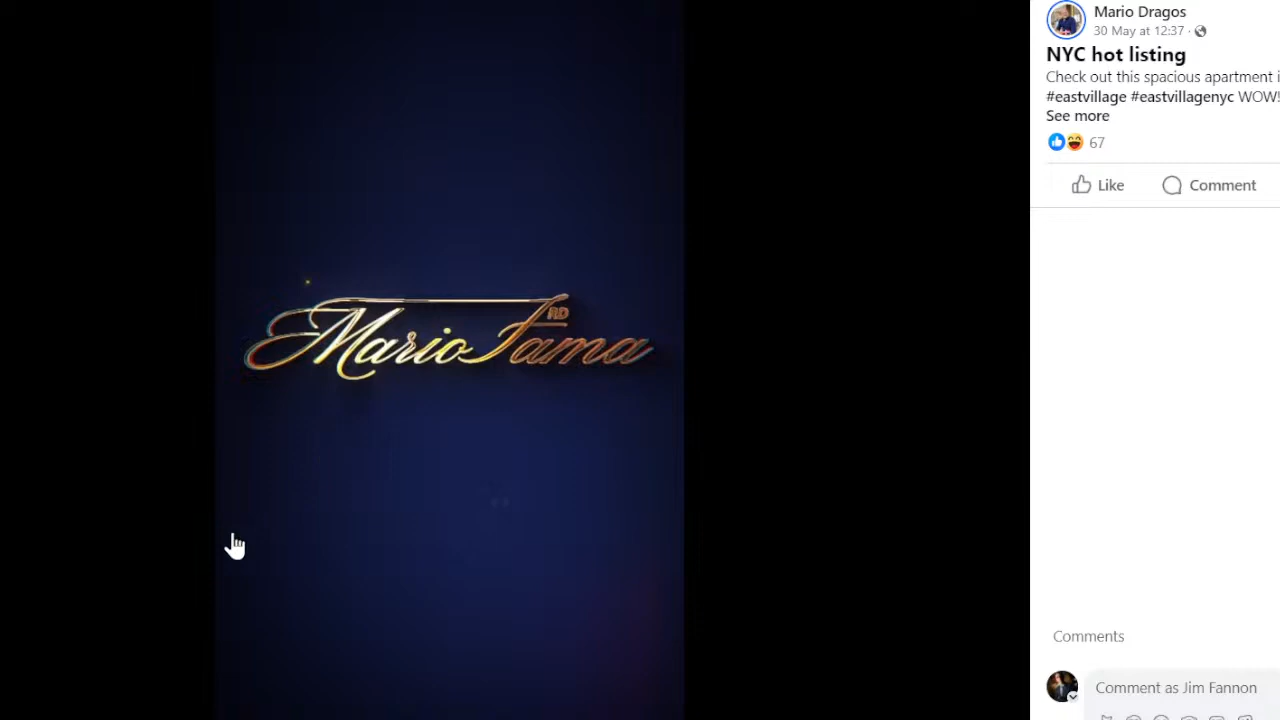 Mario Fama
RD
Mario Dragos
30 May at 12:37 ·
NYC hot listing
Check out this spacious apartment i
#eastvillage #eastvillagenyc WOW!
See more
67
Like
Comment
Comments
Comment as Jim Fannon